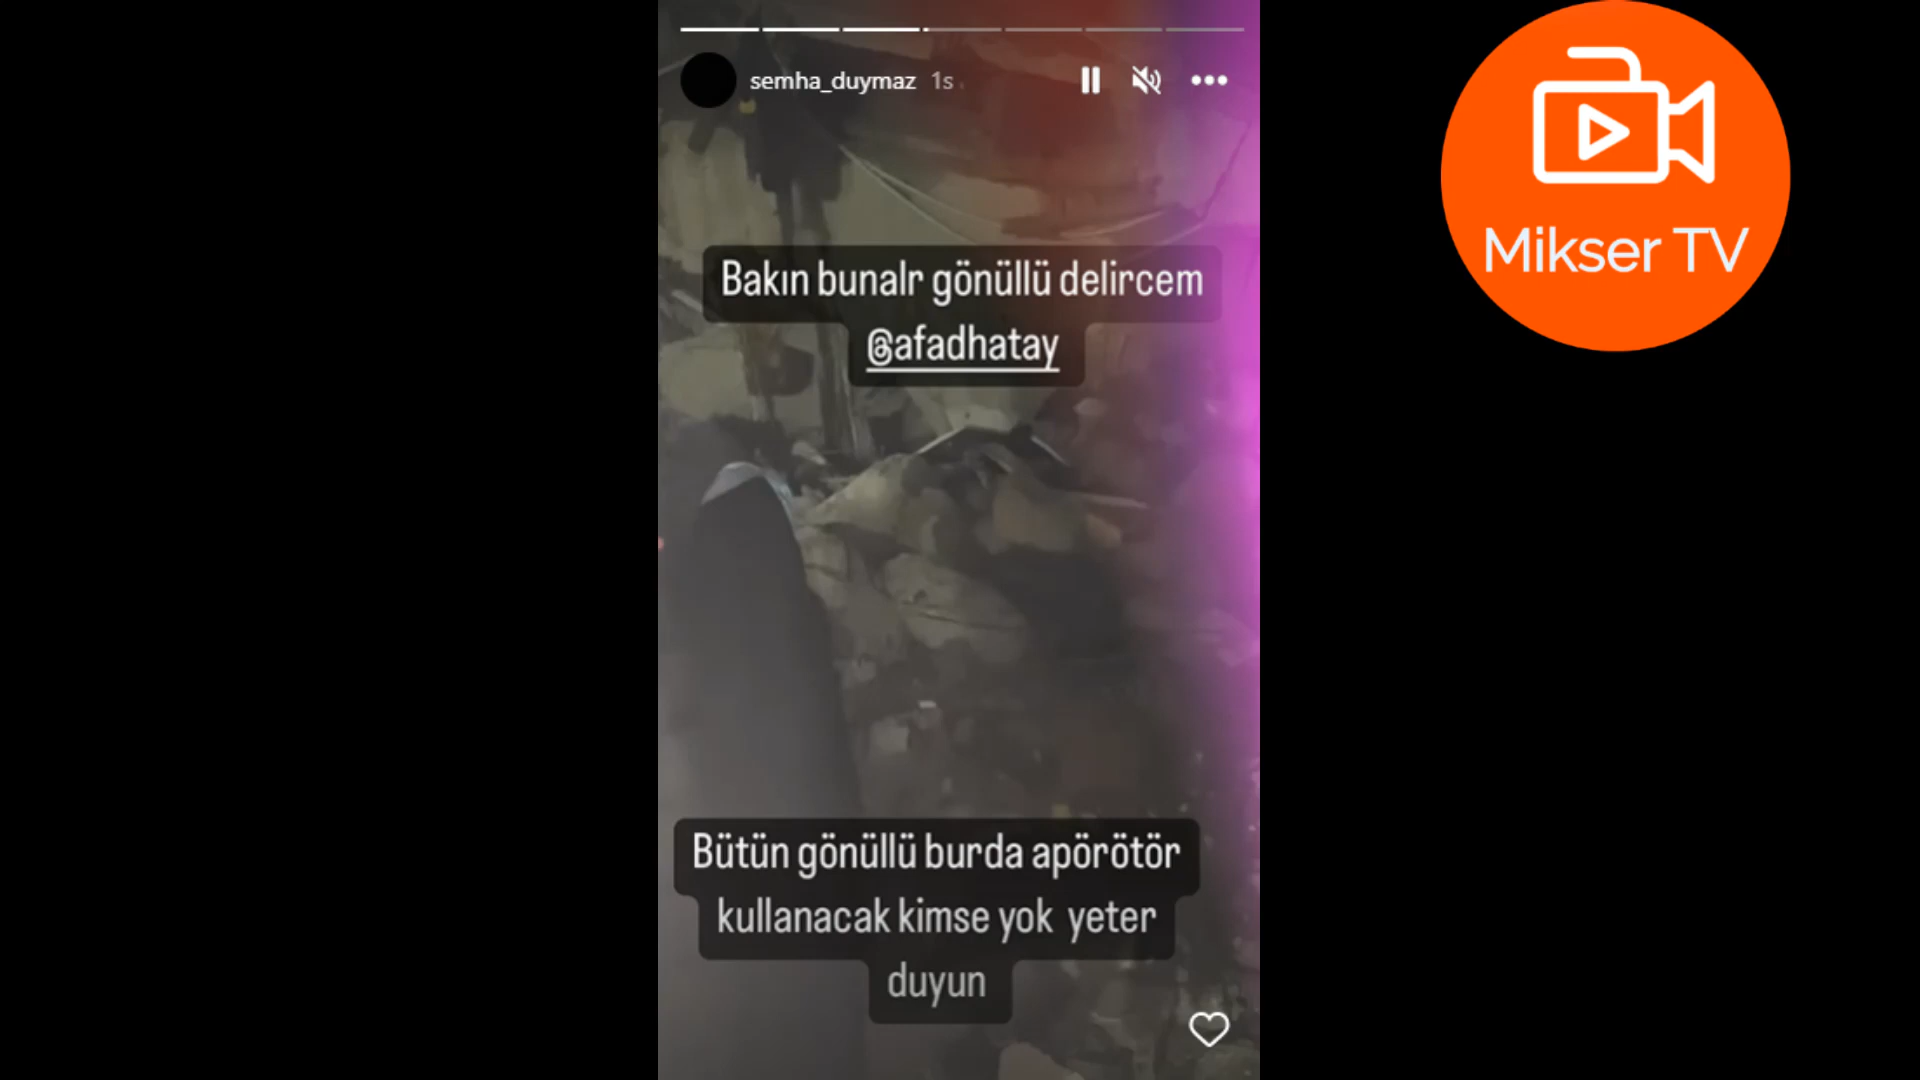 semha_duymaz 1s
Mikser TV
Bakın bunalr gönüllü delircem
@afadhatay
Bütün gönüllü burda apörötör
kullanacak kimse yok yeter
duyun